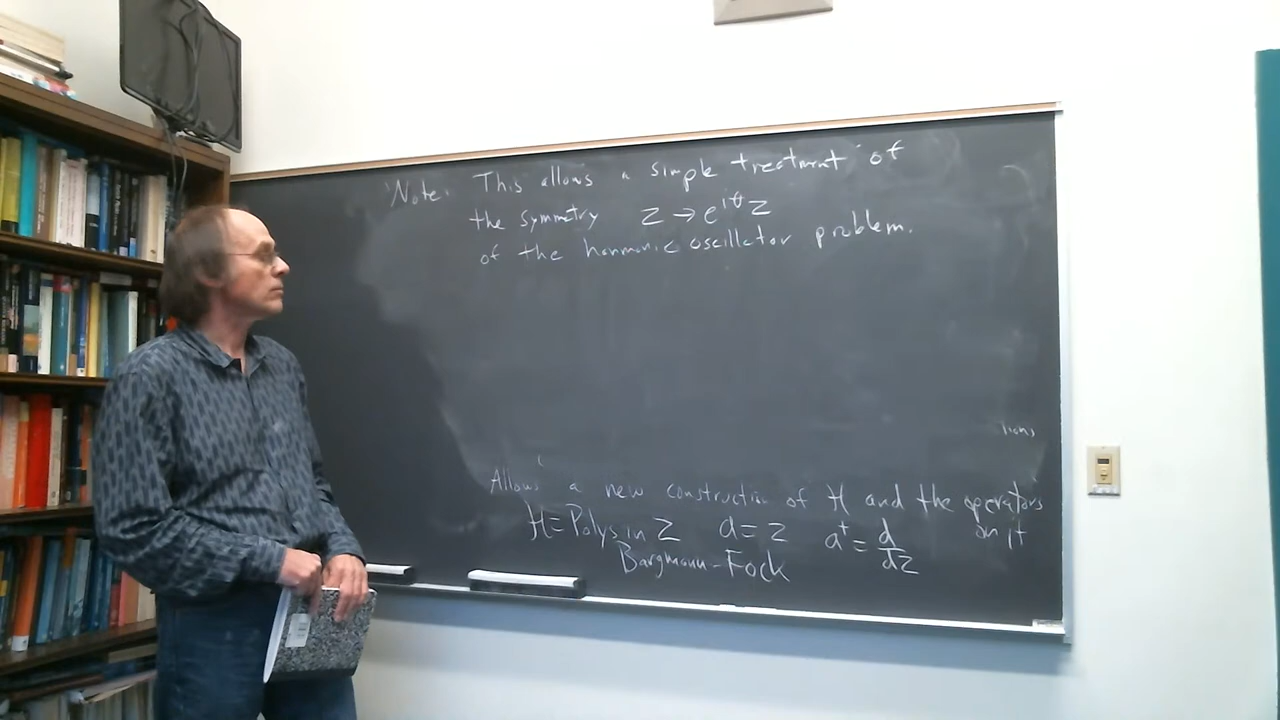 Note: This allows a simple treatment of
the symmetry z → e^{iθ} z
of the harmonic oscillator problem.
tions
Allows a new construction of H and the operators
on it
H = Polys in z a = z a† = d/dz
Bargmann-Fock